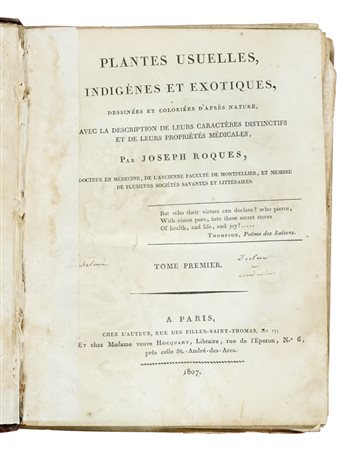 PLANTES USUELLES,
INDIGÈNES ET EXOTIQUES,
DESSINÉES ET COLORIÉES D'APRÈS NATURE,
AVEC LA DESCRIPTION DE LEURS CARACTÈRES DISTINCTIFS
ET DE LEURS PROPRIÉTÉS MÉDICALES,
PAR JOSEPH ROQUES,
DOCTEUR EN MÉDECINE, DE L'ANCIENNE FACULTÉ DE MONTPELLIER, ET MEMBRE
DE PLUSIEURS SOCIÉTÉS SAVANTES ET LITTÉRAIRES.
But who their virtues can declare? who pierce,
With vision pure, into these secret stores
Of health, and life, and joy?.....
THOMPSON, Poème des Saisons.
TOME PREMIER.
A PARIS,
CHEZ L'AUTEUR, RUE DES FILLES-SAINT-THOMAS, N.° 17;
Et chez Madame veuve HOCQUART, Libraire, rue de l'Eperon, N.° 6,
près celle St.-André-des-Arcs.
1807.